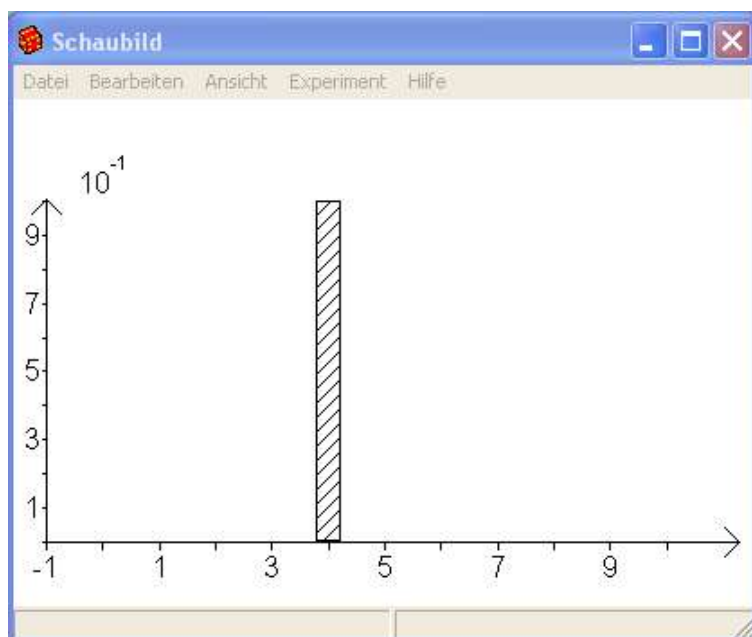 Schaubild
Datei Bearbeiten Ansicht Experiment Hilfe
10⁻¹
9
7
5
3
1
-1 1 3 5 7 9